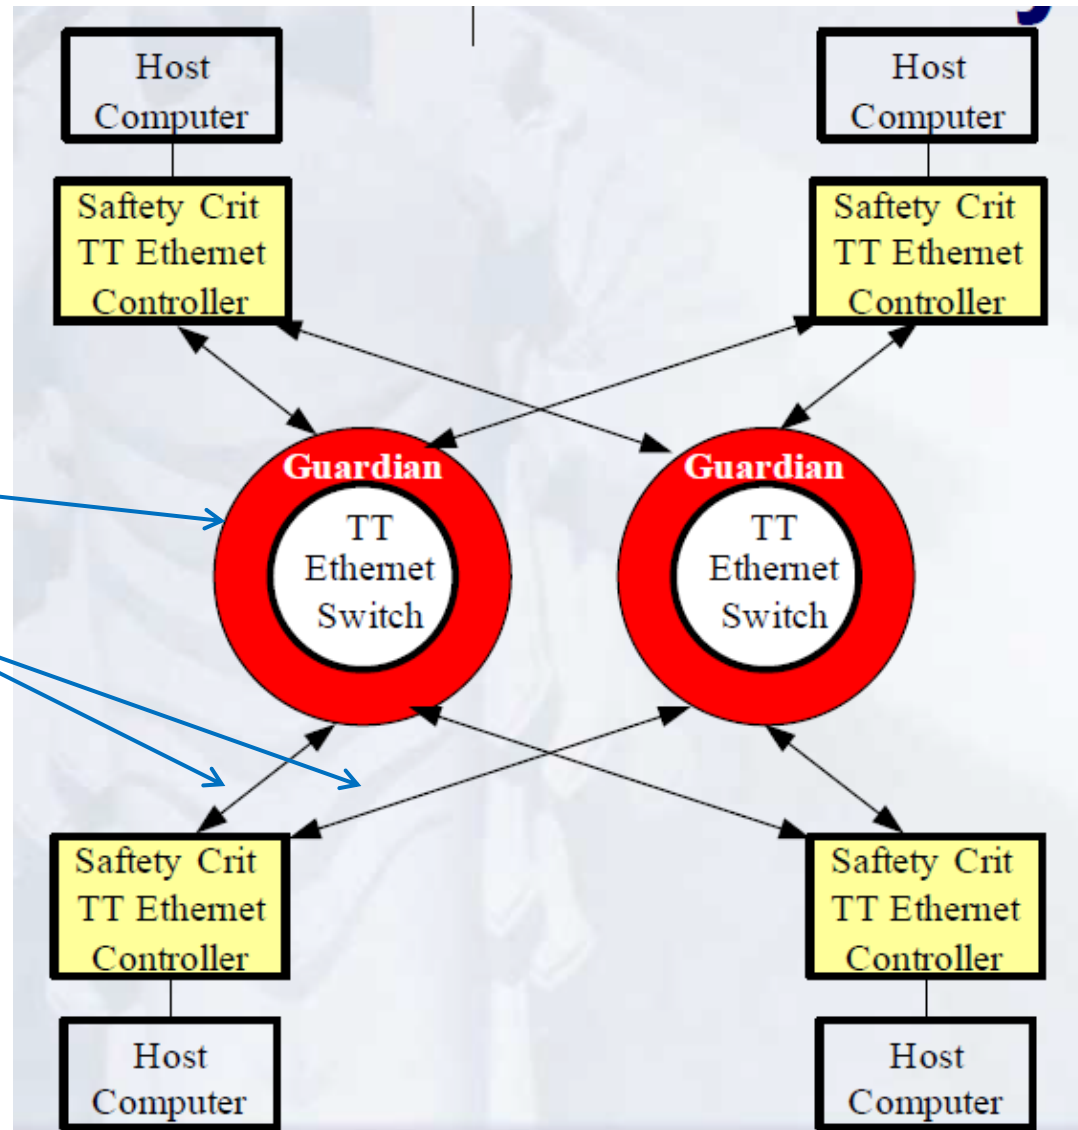 Host
Computer
Host
Computer
Saftety Crit
TT Ethernet
Controller
Saftety Crit
TT Ethernet
Controller
Guardian
TT
Ethernet
Switch
Guardian
TT
Ethernet
Switch
Saftety Crit
TT Ethernet
Controller
Saftety Crit
TT Ethernet
Controller
Host
Computer
Host
Computer